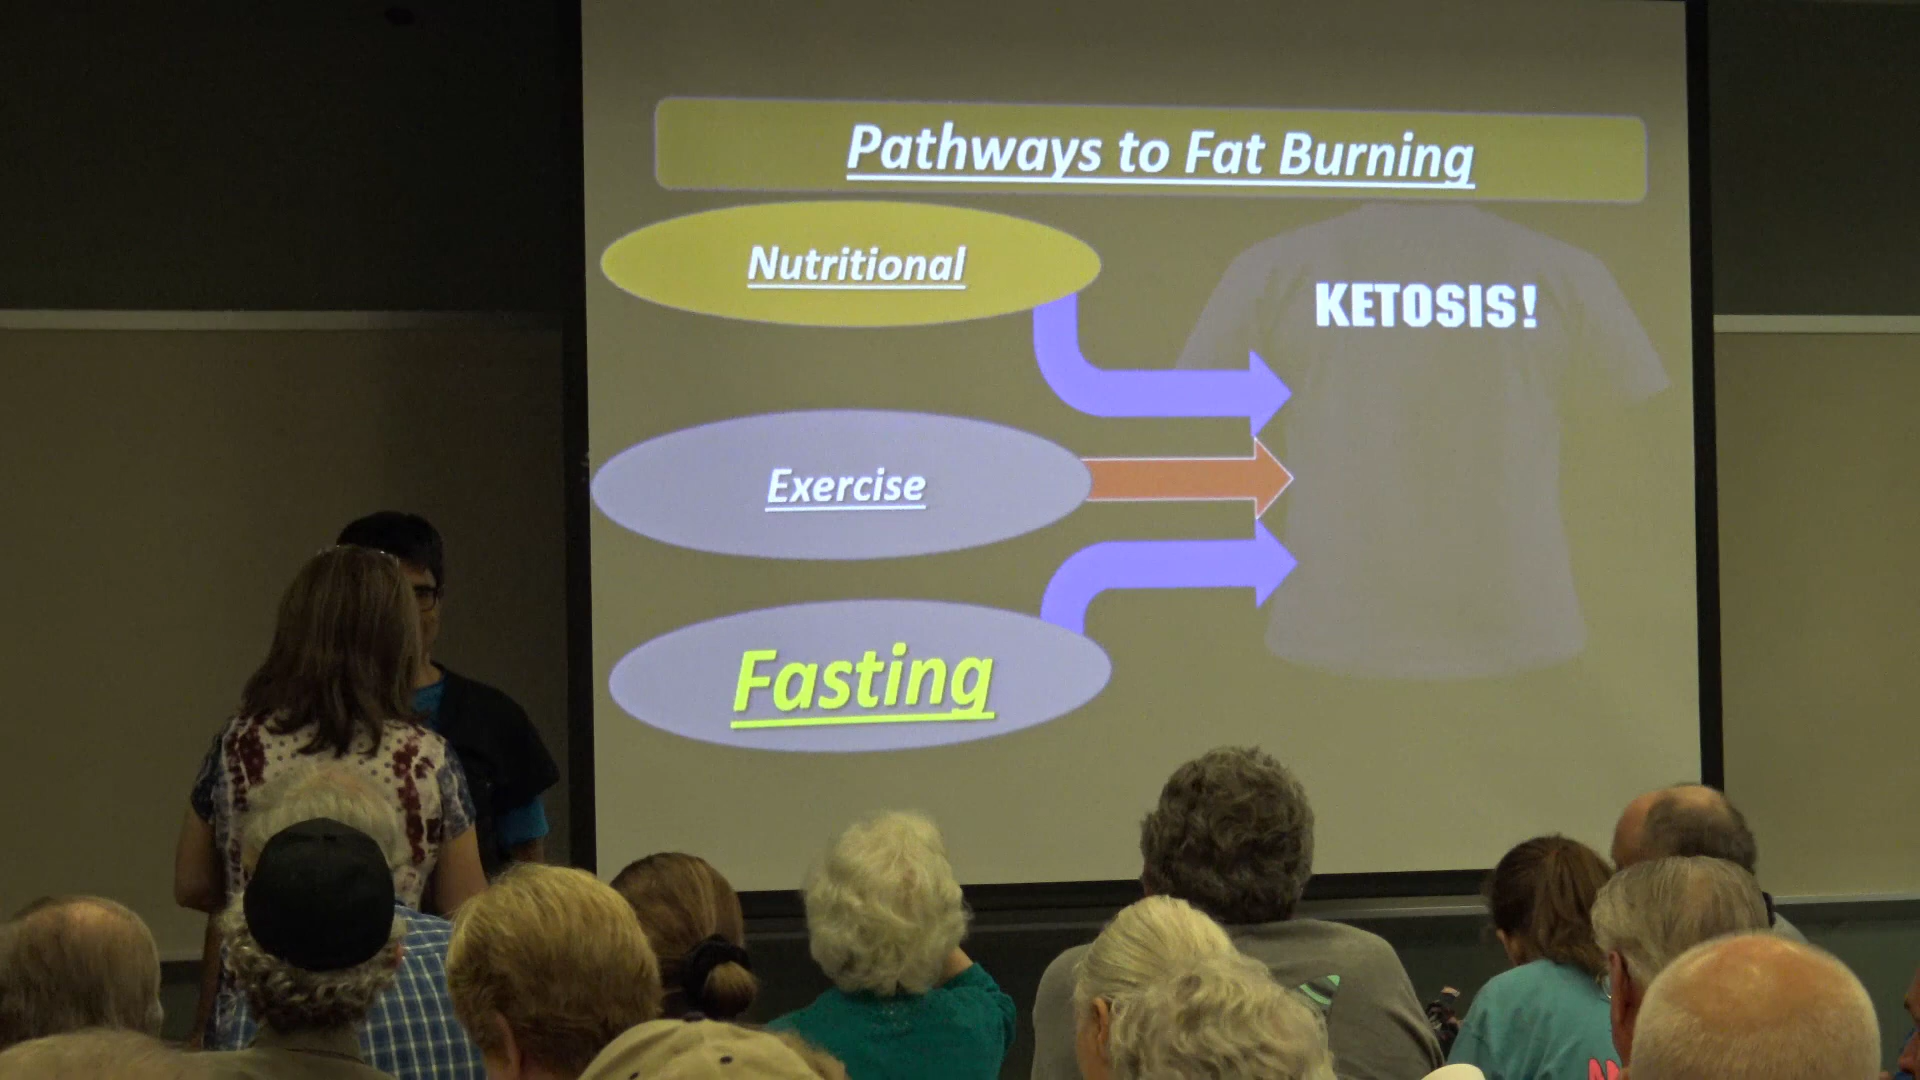 Pathways to Fat Burning
Nutritional
KETOSIS!
Exercise
Fasting